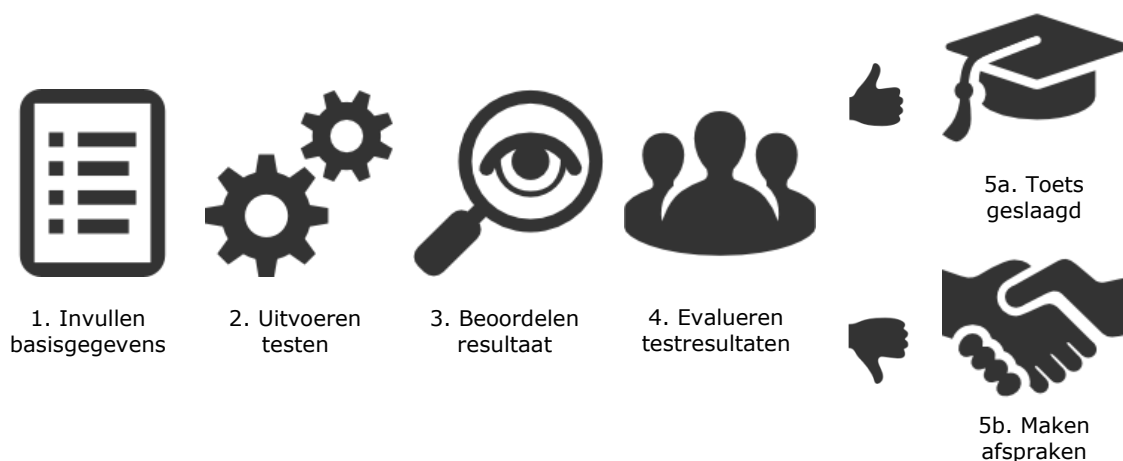 1. Invullen
basisgegevens
2. Uitvoeren
testen
3. Beoordelen
resultaat
4. Evalueren
testresultaten
5a. Toets
geslaagd
5b. Maken
afspraken